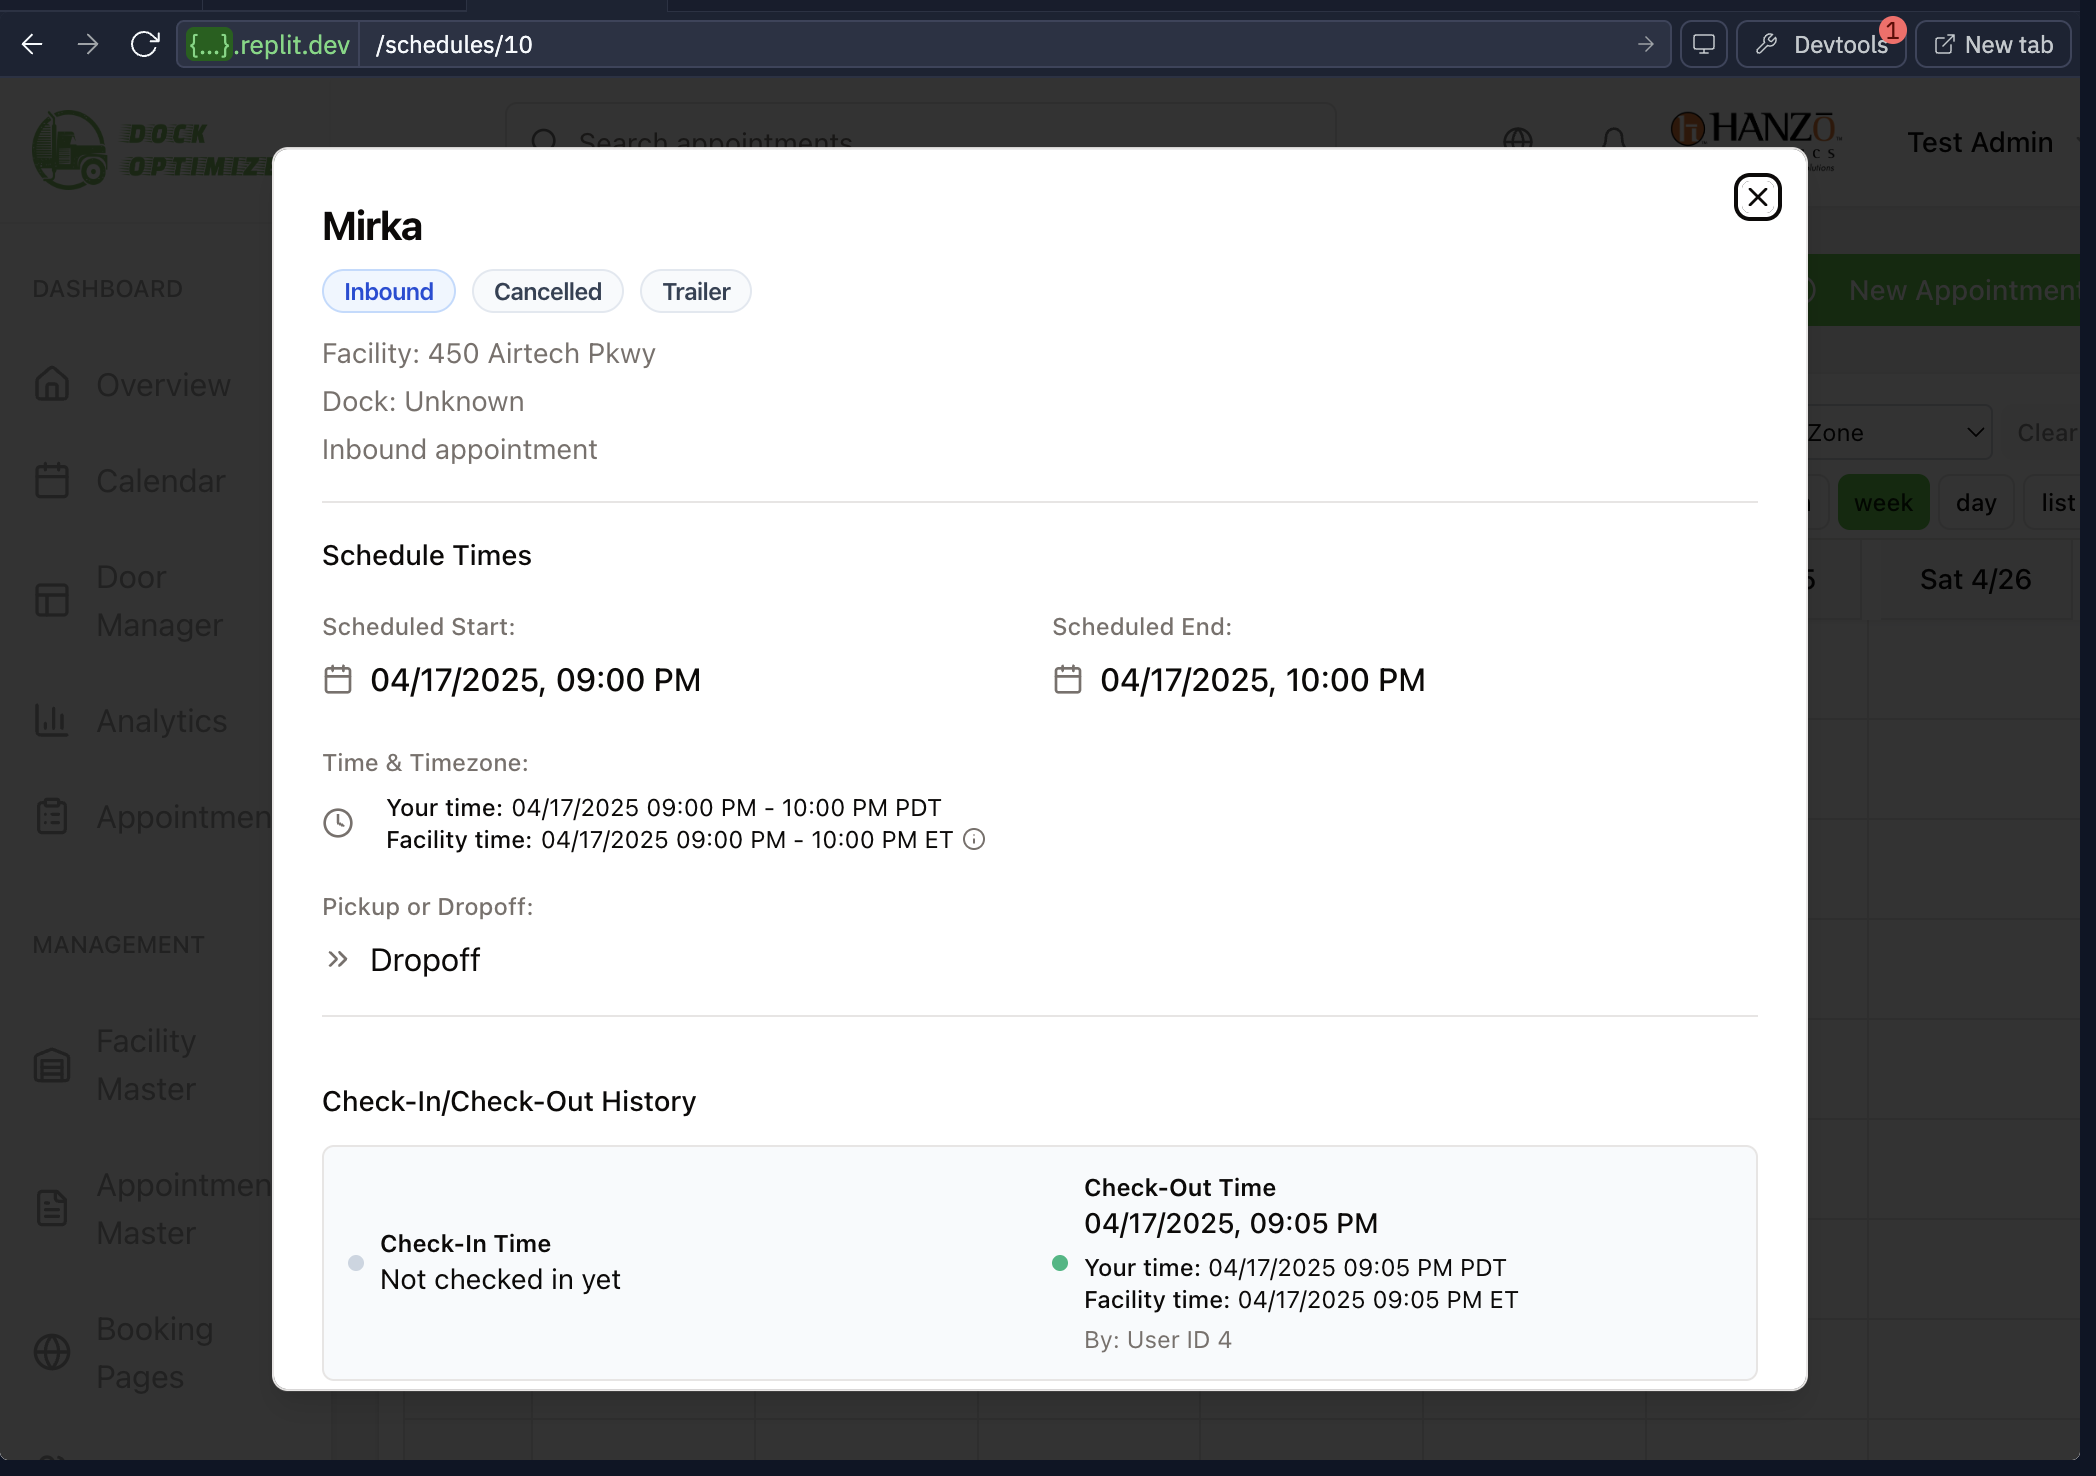 {...}.replit.dev /schedules/10
Devtools 1
New tab
DOCK
OPTIMIZ
Search appointments
HANZŌ
Test Admin
DASHBOARD
Overview
Calendar
Door
Manager
Analytics
Appointmen
MANAGEMENT
Facility
Master
Appointmen
Master
Booking
Pages
New Appointment
Zone
Clear
week
day
list
Sat 4/26
Mirka
Inbound Cancelled Trailer
Facility: 450 Airtech Pkwy
Dock: Unknown
Inbound appointment
Schedule Times
Scheduled Start:
04/17/2025, 09:00 PM
Scheduled End:
04/17/2025, 10:00 PM
Time & Timezone:
Your time: 04/17/2025 09:00 PM - 10:00 PM PDT
Facility time: 04/17/2025 09:00 PM - 10:00 PM ET
Pickup or Dropoff:
Dropoff
Check-In/Check-Out History
Check-In Time
Not checked in yet
Check-Out Time
04/17/2025, 09:05 PM
Your time: 04/17/2025 09:05 PM PDT
Facility time: 04/17/2025 09:05 PM ET
By: User ID 4